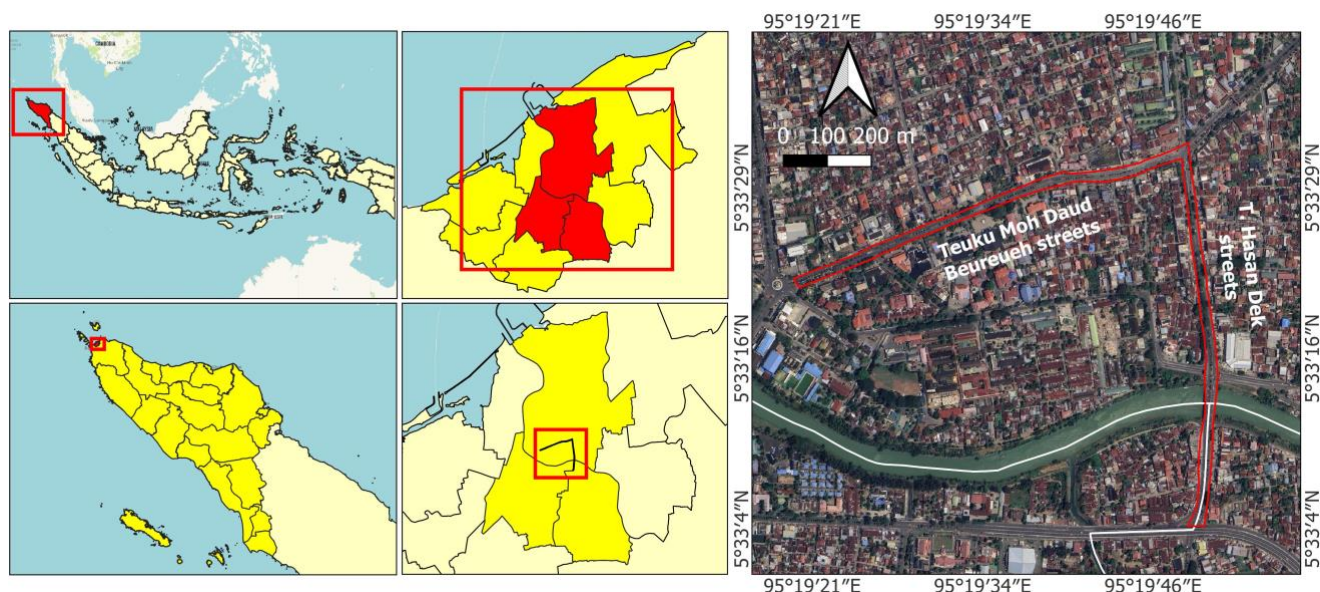 CAMBODIA
95°19′21″E 95°19′34″E 95°19′46″E
0 100 200 m
5°33′29″N
5°33′29″N
Teuku Moh Daud
Beureueh streets
T Hasan Dek
streets
5°33′16″N
5°33′16″N
5°33′4″N
5°33′4″N
95°19′21″E 95°19′34″E 95°19′46″E